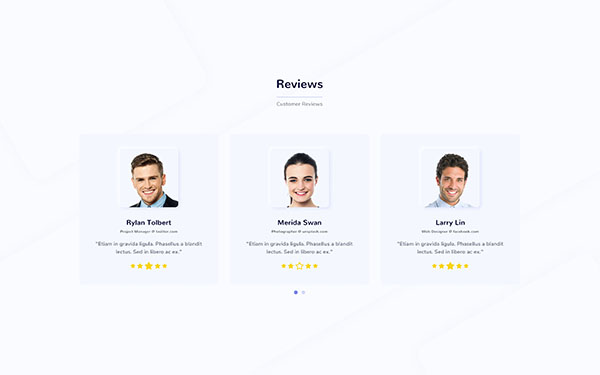 Reviews
Customer Reviews
Rylan Tolbert
Project Manager @ twitter.com
"Etiam in gravida ligula. Phasellus a blandit
lectus. Sed in libero ac ex."
Merida Swan
Photographer @ unsplash.com
"Etiam in gravida ligula. Phasellus a blandit
lectus. Sed in libero ac ex."
Larry Lin
Web Designer @ facebook.com
"Etiam in gravida ligula. Phasellus a blandit
lectus. Sed in libero ac ex."